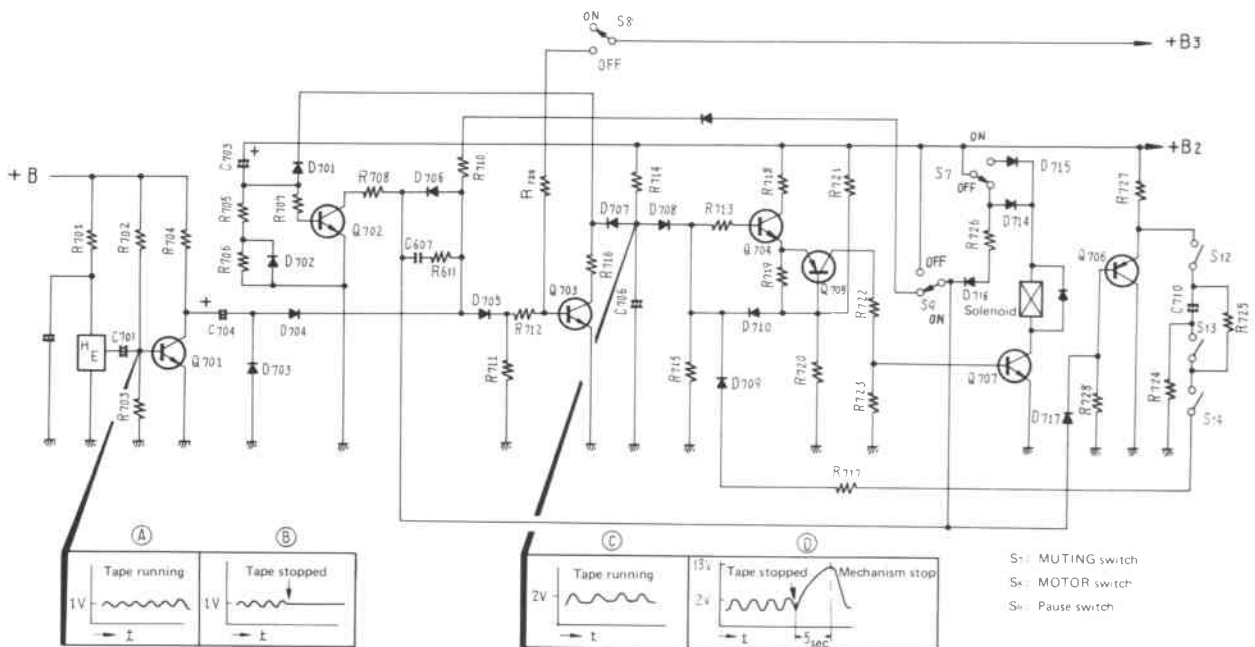 ON
S8
OFF
+B3
+B2
+B
C703
+
D701
R705
R707
R708
D706
R710
R714
R718
R721
S7
ON
OFF
D715
R727
R701
R702
R704
Q702
D707
D708
R713
Q704
D714
R726
R706
D702
C607
R611
R716
R719
Q705
OFF
S9
ON
D716
Solenoid
Q706
S12
C710
S13
R725
+
C704
D704
D705
R712
Q703
C706
D710
R722
H E
C701
Q701
D703
R711
R715
D709
R720
R723
Q707
D717
R728
R724
S14
R703
R717
A
B
C
D
Tape running
1V
t
Tape stopped
1V
t
Tape running
2V
t
13V
Tape stopped
Mechanism stop
2V
t
5sec
S7: MUTING switch
S8: MOTOR switch
S9: Pause switch